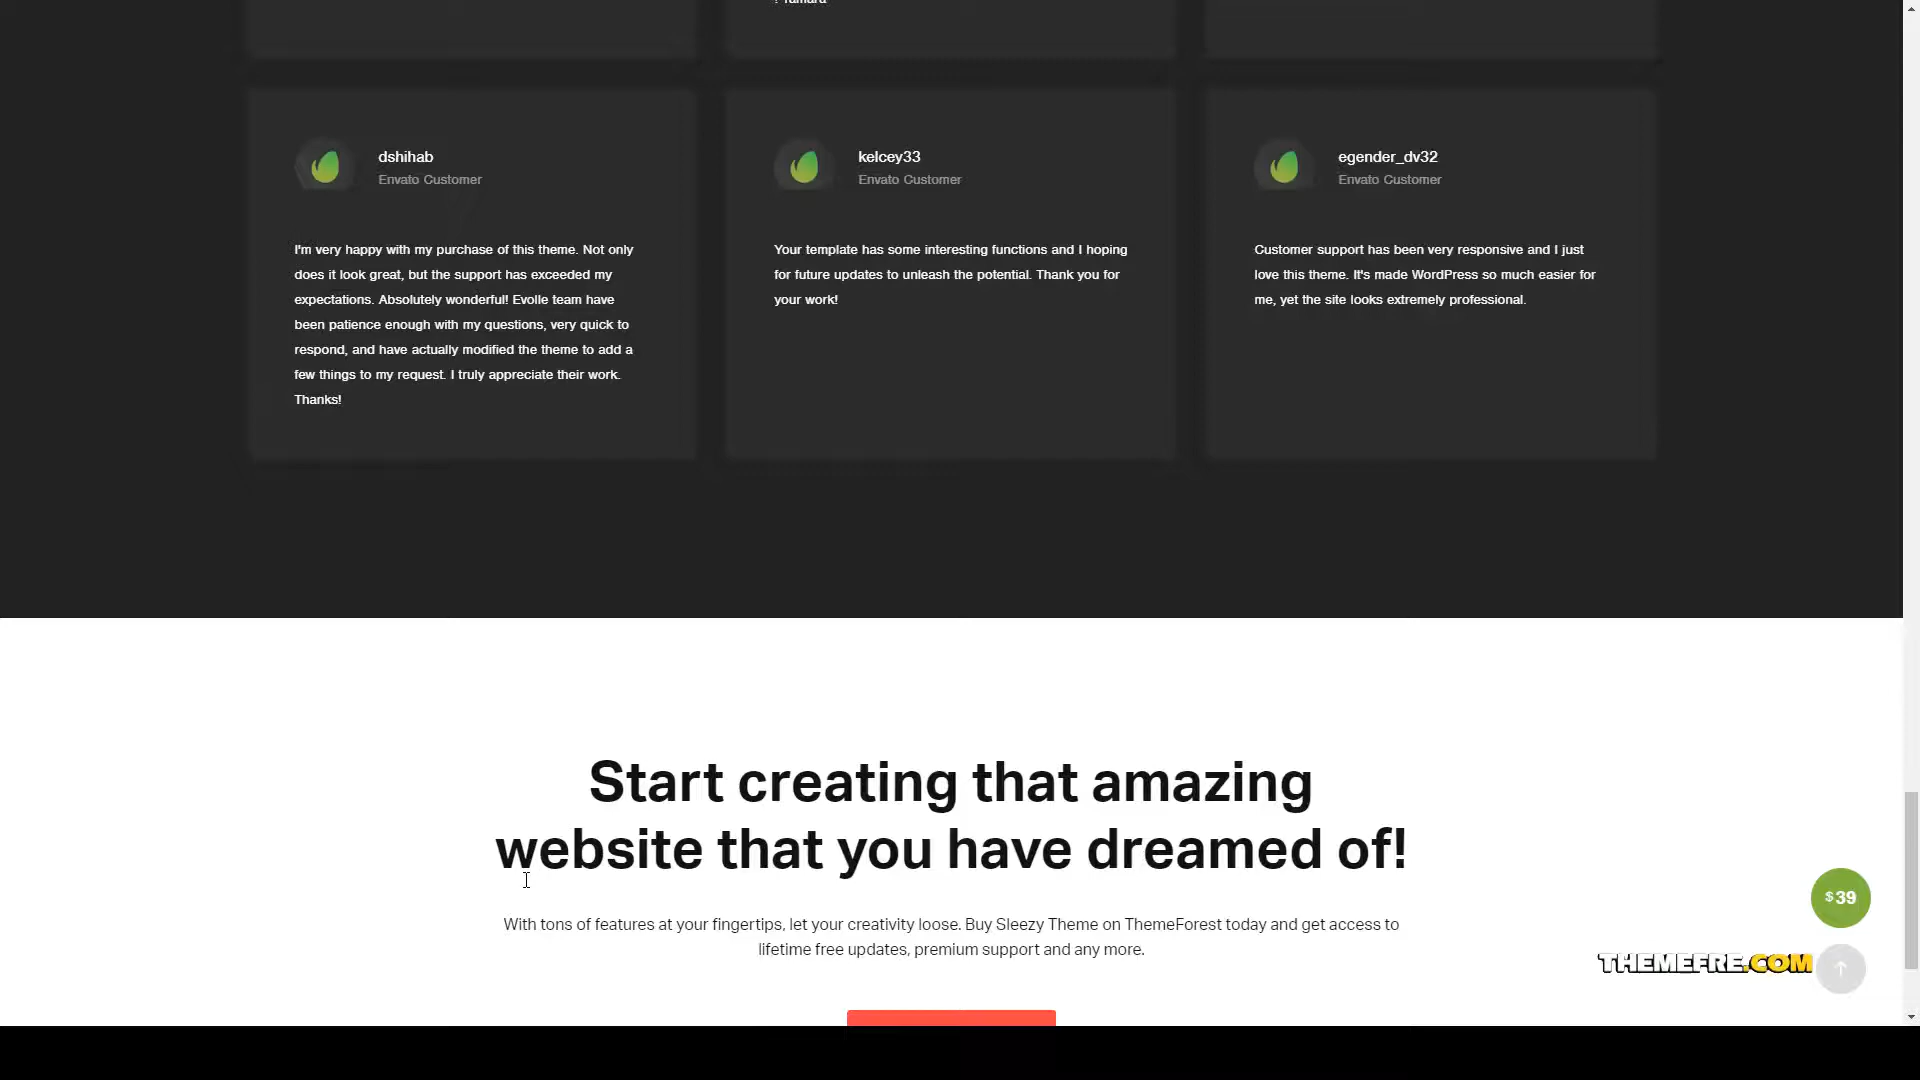 ! Tamara
dshihab
Envato Customer
I'm very happy with my purchase of this theme. Not only
does it look great, but the support has exceeded my
expectations. Absolutely wonderful! Evolle team have
been patience enough with my questions, very quick to
respond, and have actually modified the theme to add a
few things to my request. I truly appreciate their work.
Thanks!
kelcey33
Envato Customer
Your template has some interesting functions and I hoping
for future updates to unleash the potential. Thank you for
your work!
egender_dv32
Envato Customer
Customer support has been very responsive and I just
love this theme. It's made WordPress so much easier for
me, yet the site looks extremely professional.
Start creating that amazing
website that you have dreamed of!
With tons of features at your fingertips, let your creativity loose. Buy Sleezy Theme on ThemeForest today and get access to
lifetime free updates, premium support and any more.
$39
THEMEFRE.COM